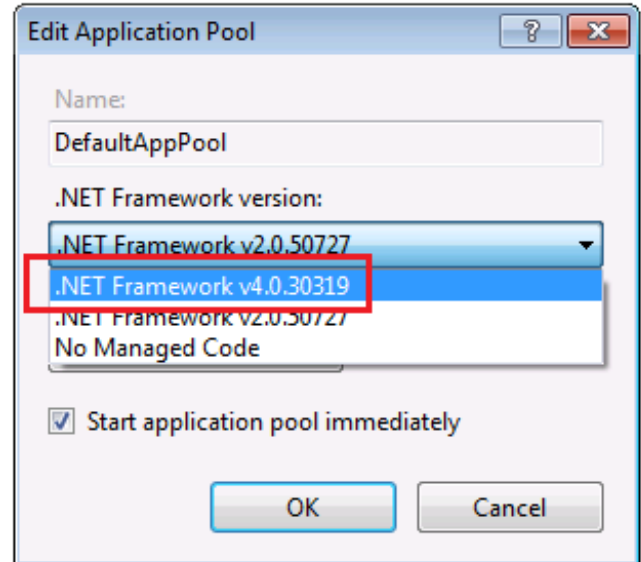 Edit Application Pool
Name:
DefaultAppPool
.NET Framework version:
.NET Framework v2.0.50727
.NET Framework v4.0.30319
.NET Framework v2.0.50727
No Managed Code
Start application pool immediately
OK Cancel